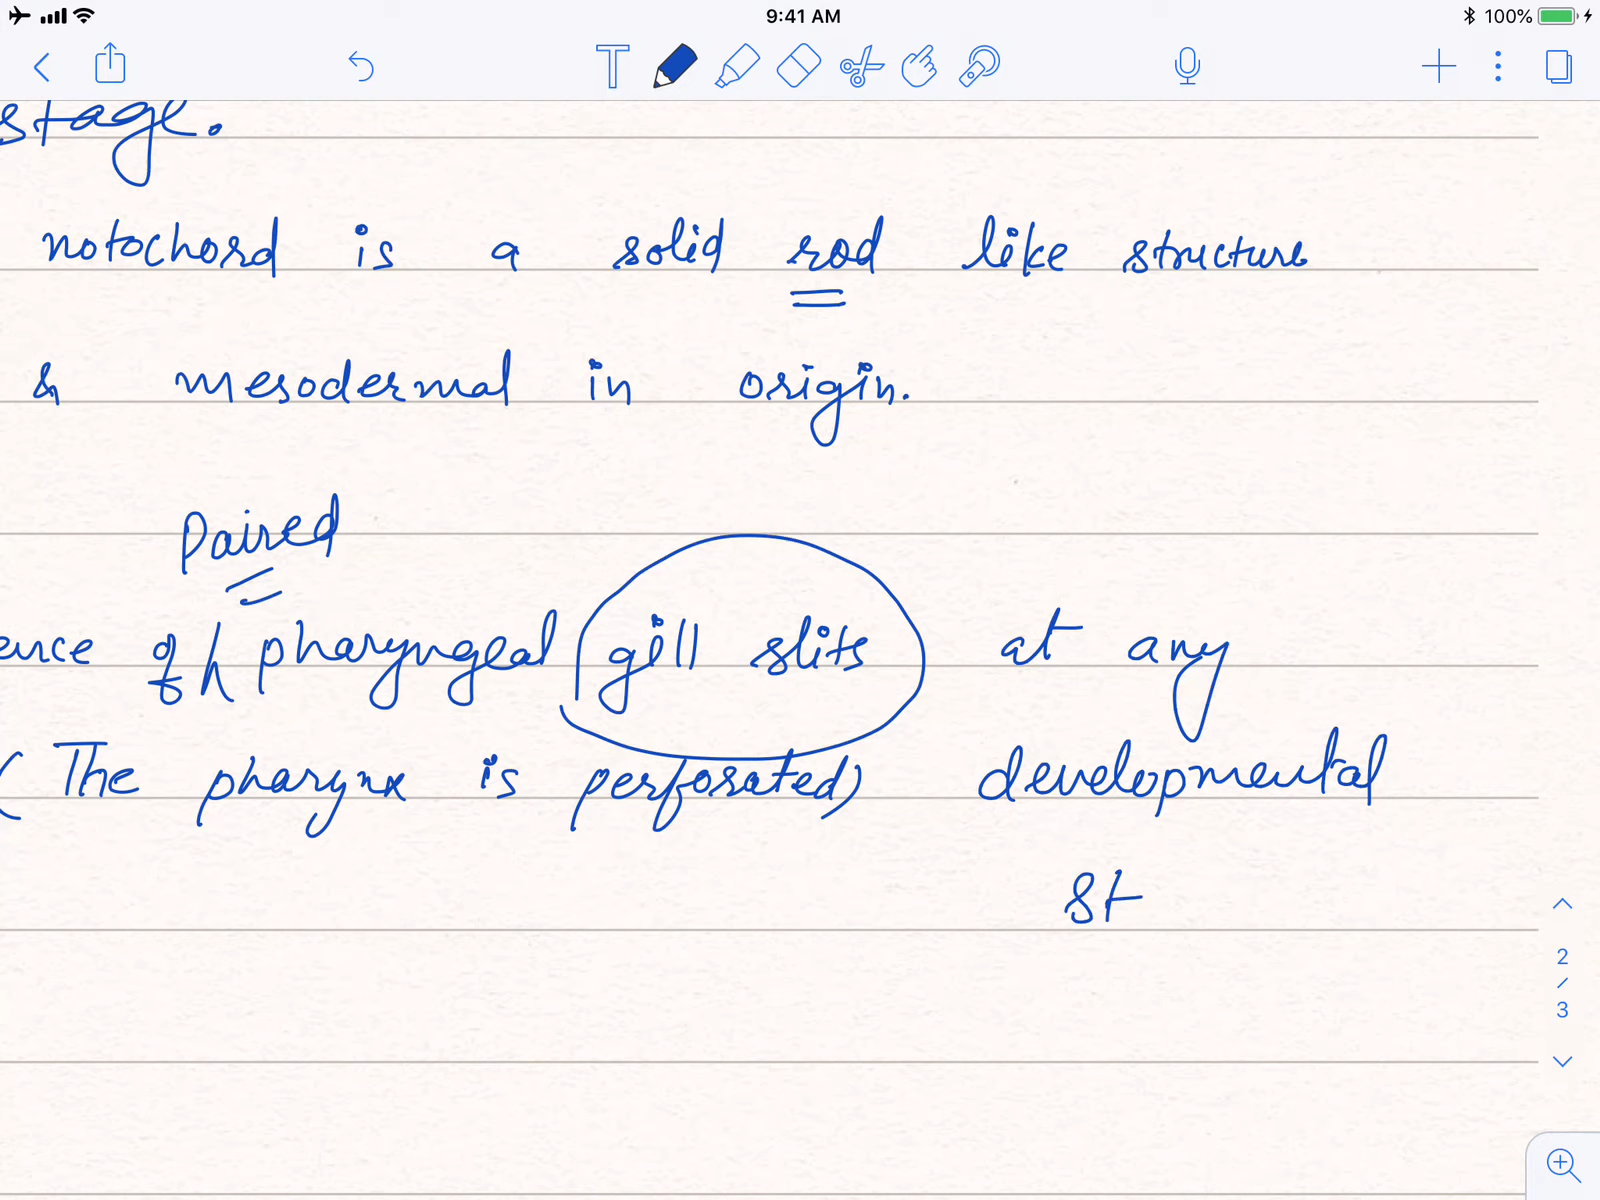 9:41 AM
100%
stage.
notochord is a solid rod like structure
& mesodermal in origin.
Paired
ence of pharyngeal gill slits at any
(The pharynx is perforated) developmental
st
2
/
3